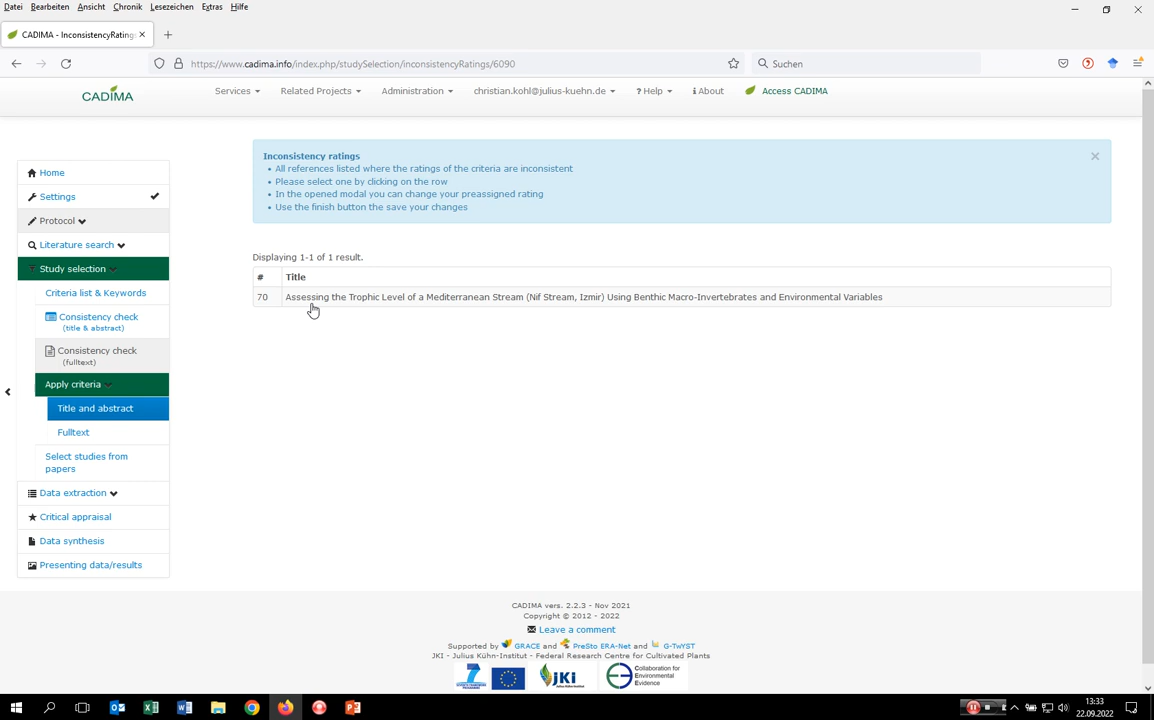 Datei Bearbeiten Ansicht Chronik Lesezeichen Extras Hilfe
CADIMA - InconsistencyRatings
https://www.cadima.info/index.php/studySelection/inconsistencyRatings/6090
Suchen
CADIMA
Services Related Projects Administration christian.kohl@julius-kuehn.de ? Help About Access CADIMA
Inconsistency ratings
• All references listed where the ratings of the criteria are inconsistent
• Please select one by clicking on the row
• In the opened modal you can change your preassigned rating
• Use the finish button the save your changes
Home
Settings
Protocol
Literature search
Study selection
Criteria list & Keywords
Consistency check
(title & abstract)
Consistency check
(fulltext)
Apply criteria
Title and abstract
Fulltext
Select studies from
papers
Data extraction
Critical appraisal
Data synthesis
Presenting data/results
Displaying 1-1 of 1 result.
# Title
70 Assessing the Trophic Level of a Mediterranean Stream (Nif Stream, Izmir) Using Benthic Macro-Invertebrates and Environmental Variables
CADIMA vers. 2.2.3 - Nov 2021
Copyright © 2012 - 2022
Leave a comment
Supported by GRACE and PreSto ERA-Net and G-TwYST
JKI - Julius Kühn-Institut - Federal Research Centre for Cultivated Plants
JKI
Collaboration for
Environmental
Evidence
13:33
22.09.2022